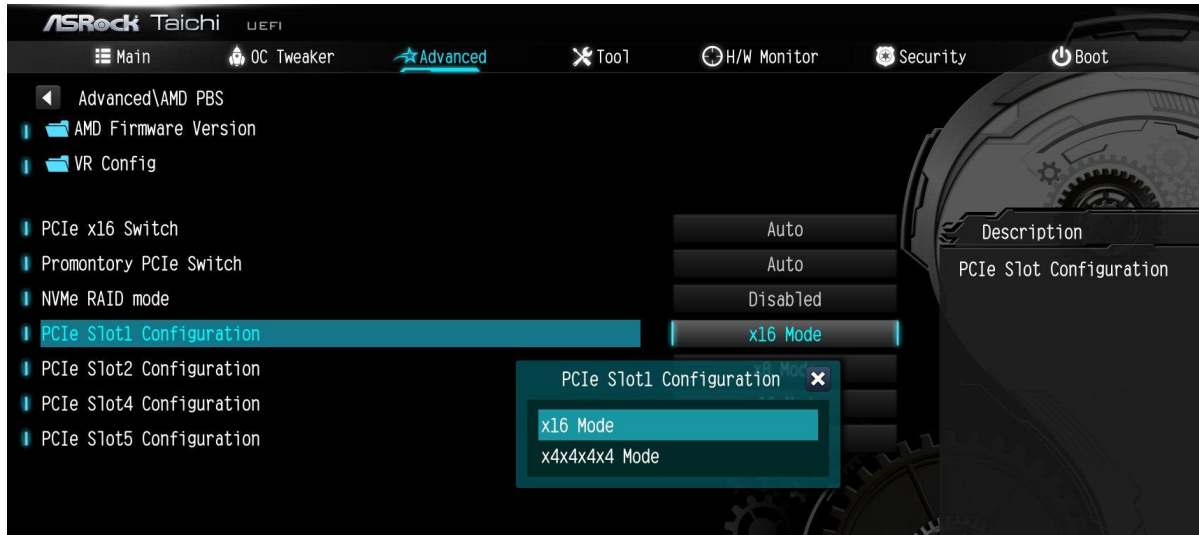 ASRock Taichi UEFI
Main OC Tweaker Advanced Tool H/W Monitor Security Boot
Advanced\AMD PBS
AMD Firmware Version
VR Config
PCIe x16 Switch Auto
Promontory PCIe Switch Auto
NVMe RAID mode Disabled
PCIe Slot1 Configuration x16 Mode
PCIe Slot2 Configuration x8 Mode
PCIe Slot4 Configuration
PCIe Slot5 Configuration
PCIe Slot1 Configuration
x16 Mode
x4x4x4x4 Mode
Description
PCIe Slot Configuration